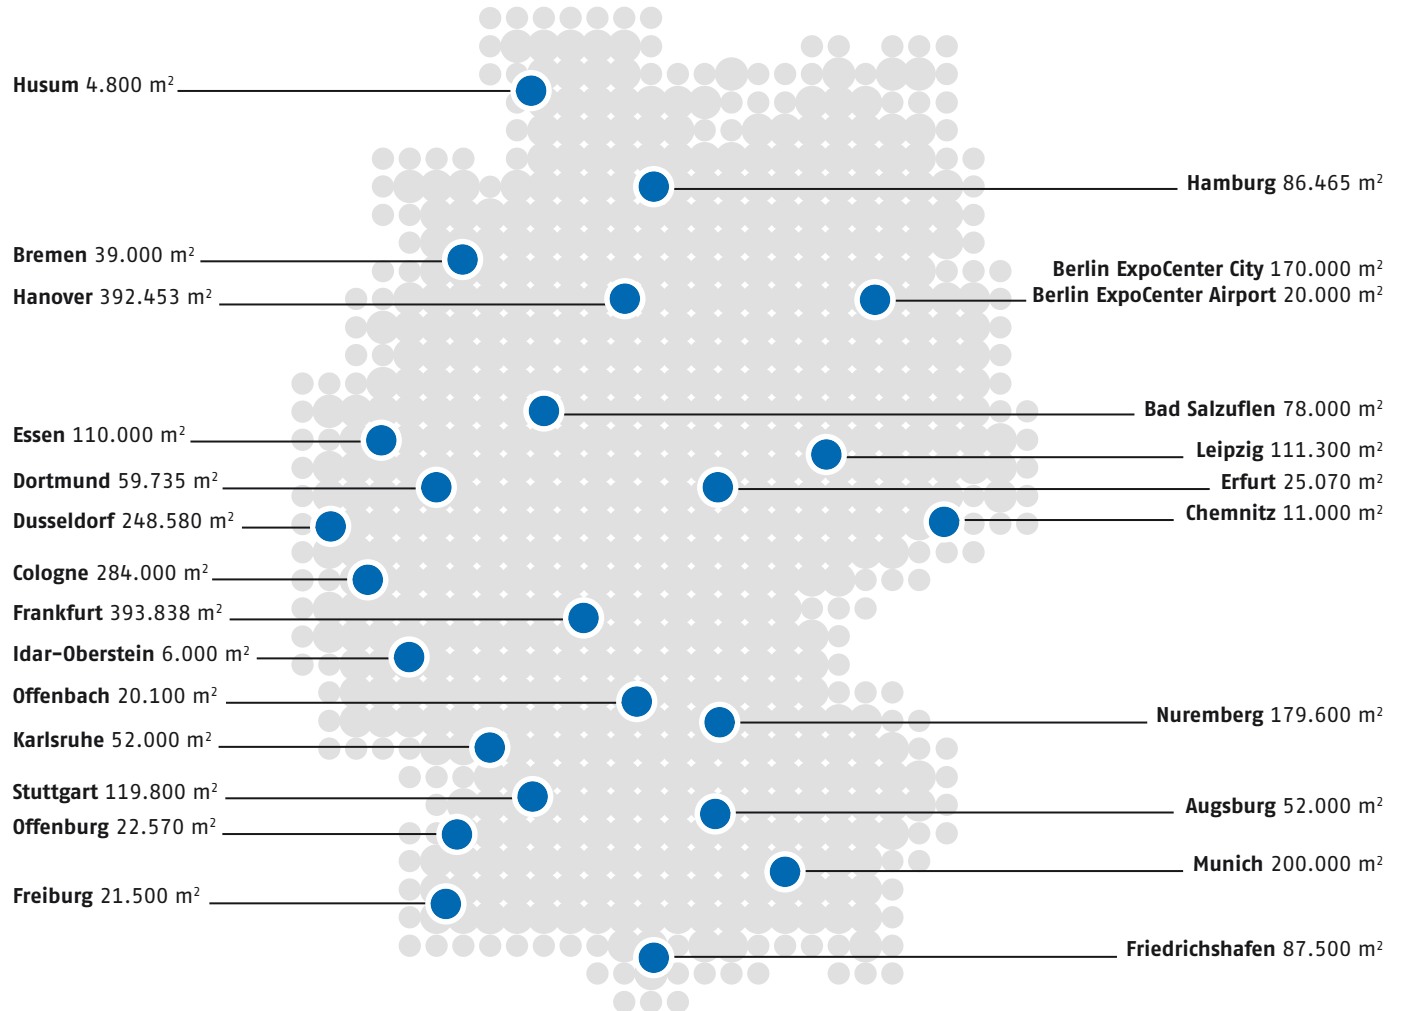 Husum 4.800 m²
Hamburg 86.465 m²
Bremen 39.000 m²
Berlin ExpoCenter City 170.000 m²
Hanover 392.453 m²
Berlin ExpoCenter Airport 20.000 m²
Bad Salzuflen 78.000 m²
Essen 110.000 m²
Leipzig 111.300 m²
Dortmund 59.735 m²
Erfurt 25.070 m²
Dusseldorf 248.580 m²
Chemnitz 11.000 m²
Cologne 284.000 m²
Frankfurt 393.838 m²
Idar-Oberstein 6.000 m²
Offenbach 20.100 m²
Nuremberg 179.600 m²
Karlsruhe 52.000 m²
Stuttgart 119.800 m²
Augsburg 52.000 m²
Offenburg 22.570 m²
Munich 200.000 m²
Freiburg 21.500 m²
Friedrichshafen 87.500 m²